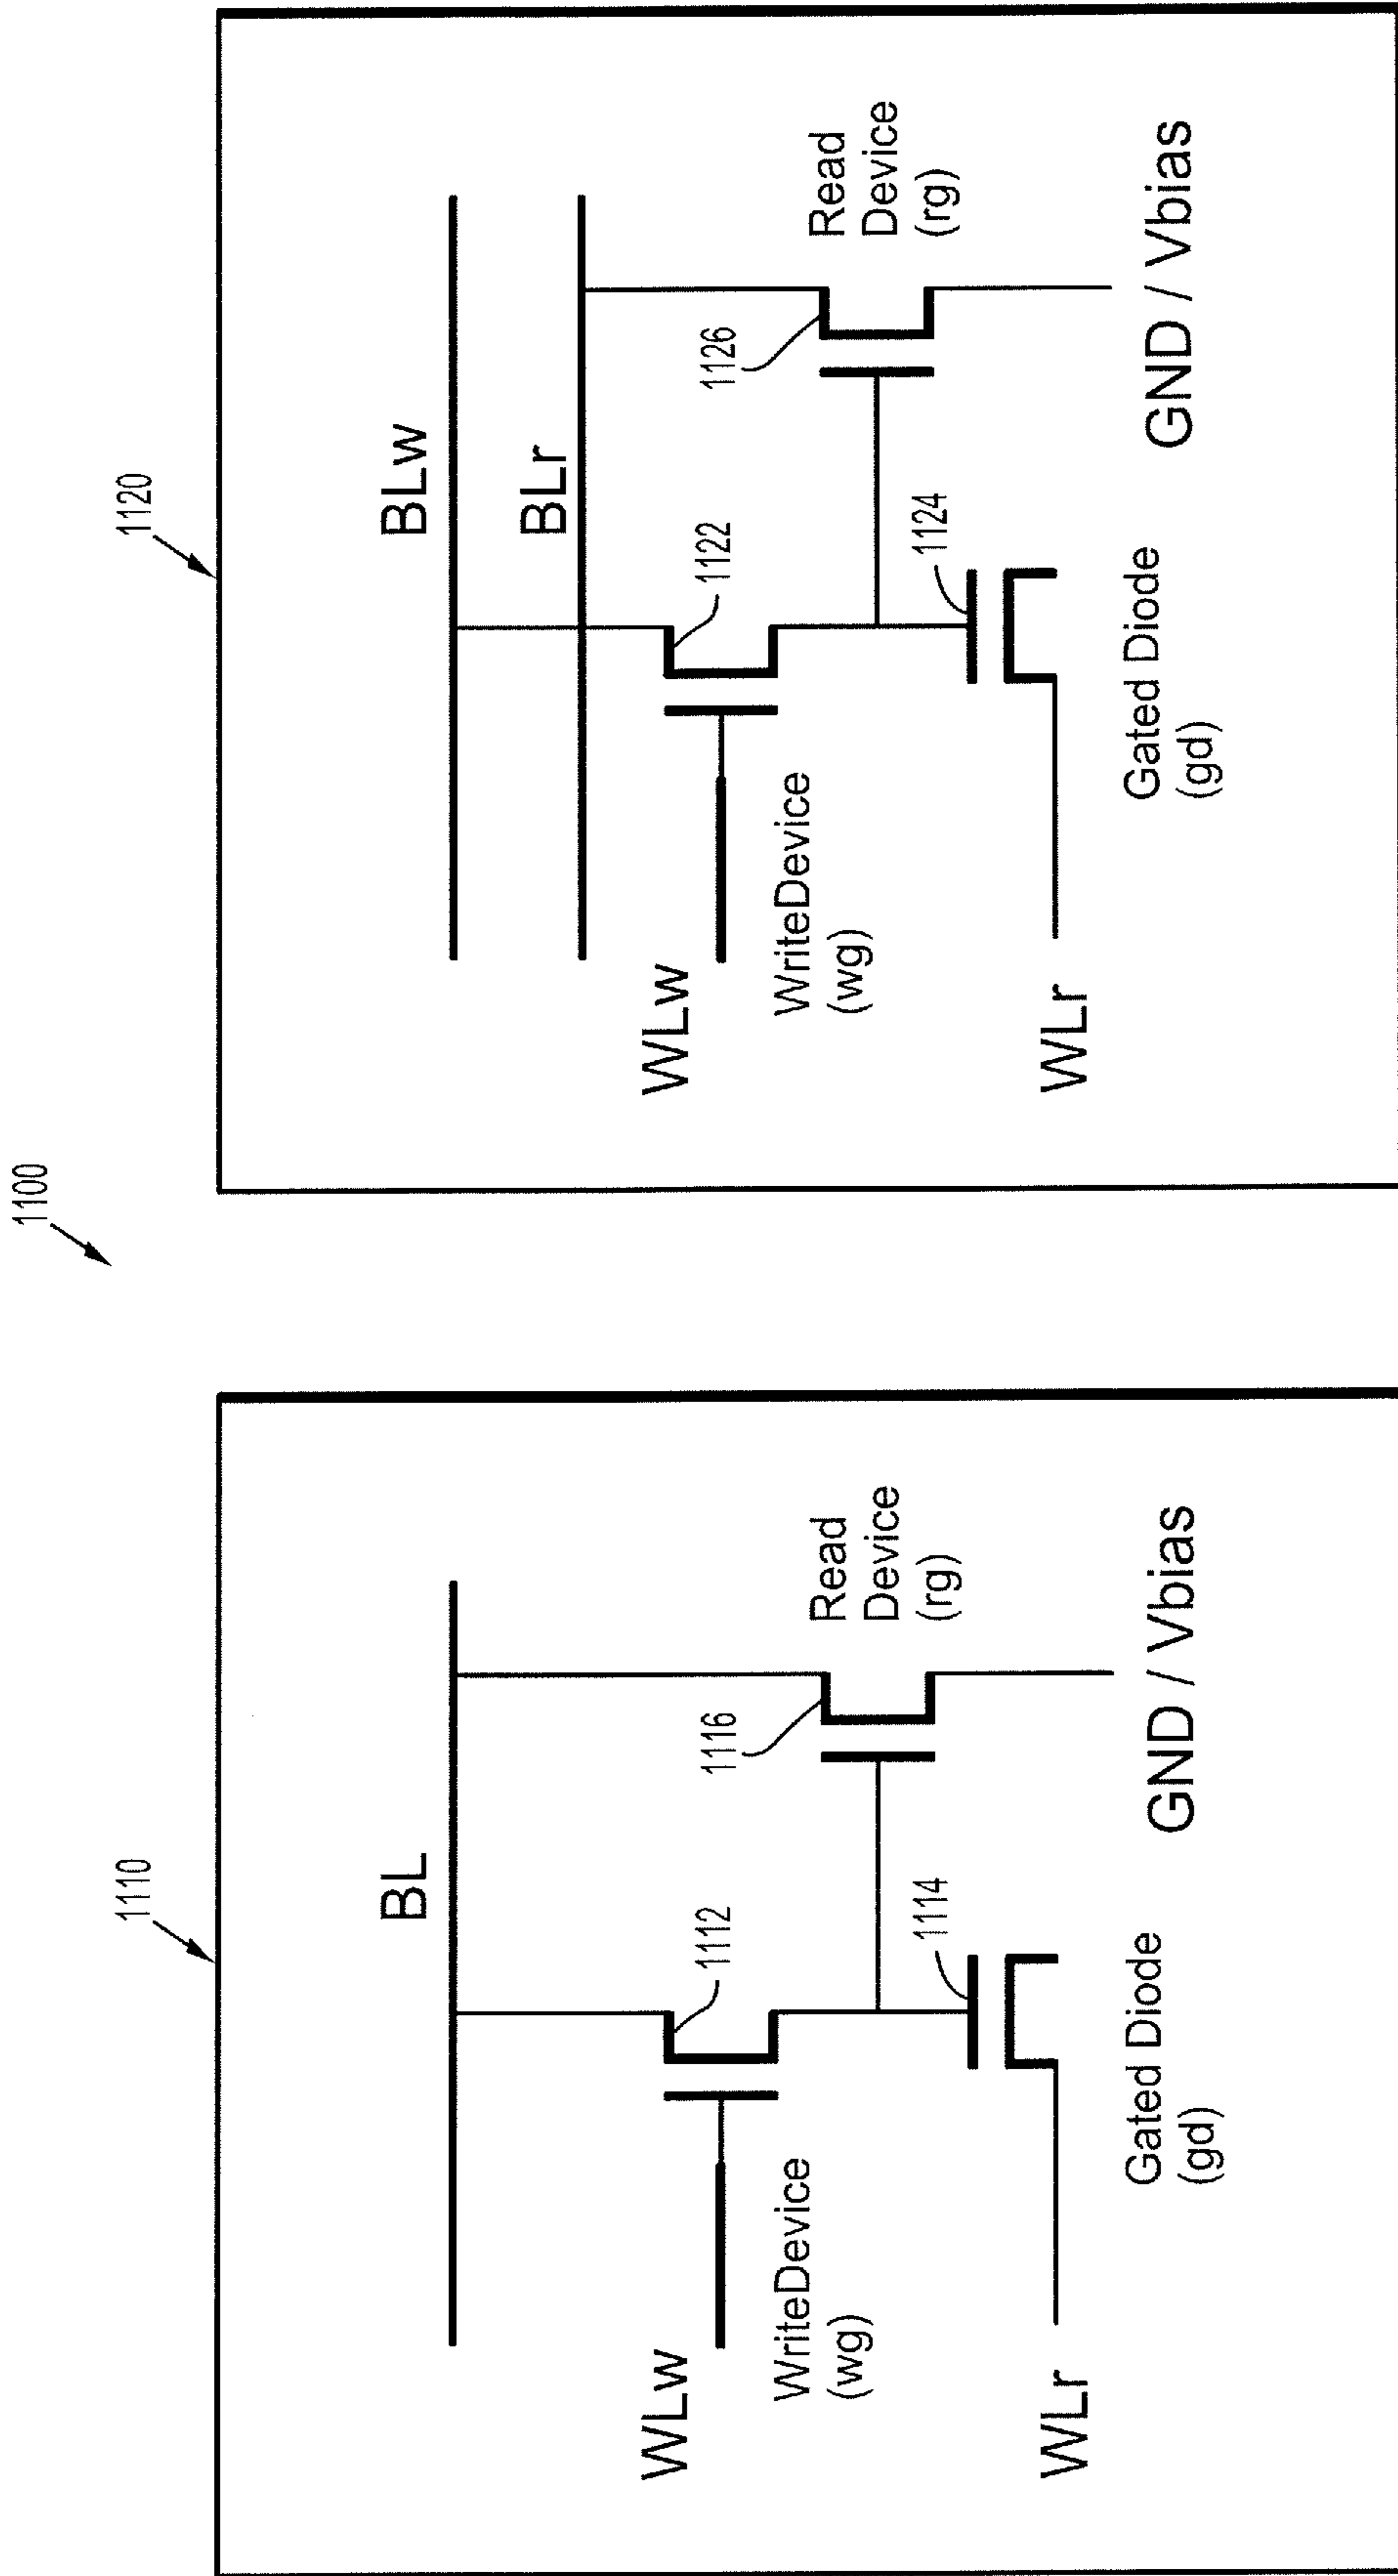 1100
1110
BL
1112
1116
Read
Device
(rg)
WLw
WriteDevice
(wg)
1114
WLr
Gated Diode
(gd)
GND / Vbias
1120
BLw
BLr
1122
1126
Read
Device
(rg)
WLw
WriteDevice
(wg)
1124
WLr
Gated Diode
(gd)
GND / Vbias